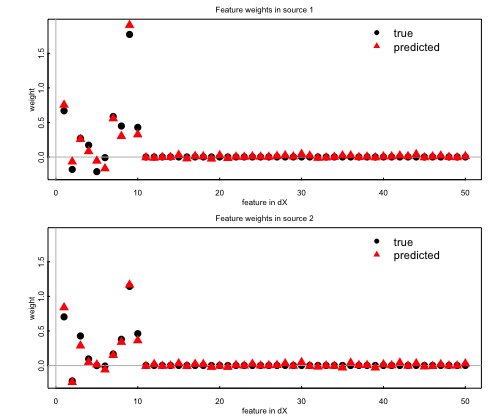 Feature weights in source 1
true
predicted
weight
0.0 0.5 1.0 1.5
0 10 20 30 40 50
feature in dX
Feature weights in source 2
true
predicted
weight
0.0 0.5 1.0 1.5
0 10 20 30 40 50
feature in dX